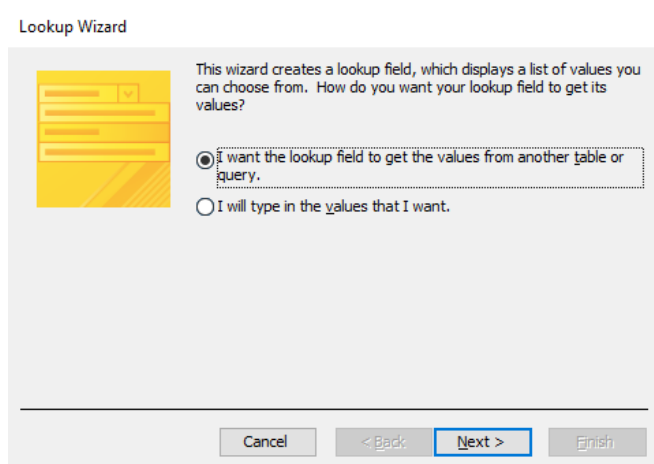 Lookup Wizard
This wizard creates a lookup field, which displays a list of values you
can choose from.  How do you want your lookup field to get its
values?
I want the lookup field to get the values from another table or
query.
I will type in the values that I want.
Cancel
< Back
Next >
Finish